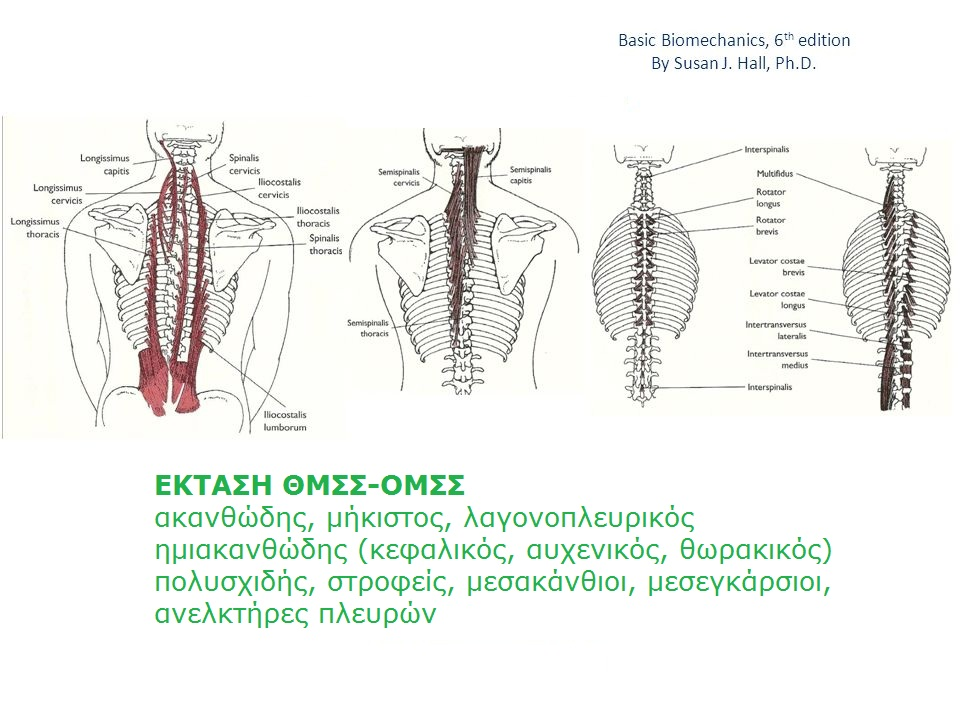 Basic Biomechanics, 6th edition
By Susan J. Hall, Ph.D.
Longissimus
capitis
Longissimus
cervicis
Longissimus
thoracis
Spinalis
cervicis
Iliocostalis
cervicis
Iliocostalis
thoracis
Spinalis
thoracis
Iliocostalis
lumborum
Semispinalis
cervicis
Semispinalis
capitis
Semispinalis
thoracis
Interspinalis
Multifidus
Rotator
longus
Rotator
brevis
Levator costae
brevis
Levator costae
longus
Intertransversus
lateralis
Intertransversus
medius
Interspinalis
ΕΚΤΑΣΗ ΘΜΣΣ-ΟΜΣΣ
ακανθώδης, μήκιστος, λαγονοπλευρικός
ημιακανθώδης (κεφαλικός, αυχενικός, θωρακικός)
πολυσχιδής, στροφείς, μεσακάνθιοι, μεσεγκάρσιοι,
ανελκτήρες πλευρών